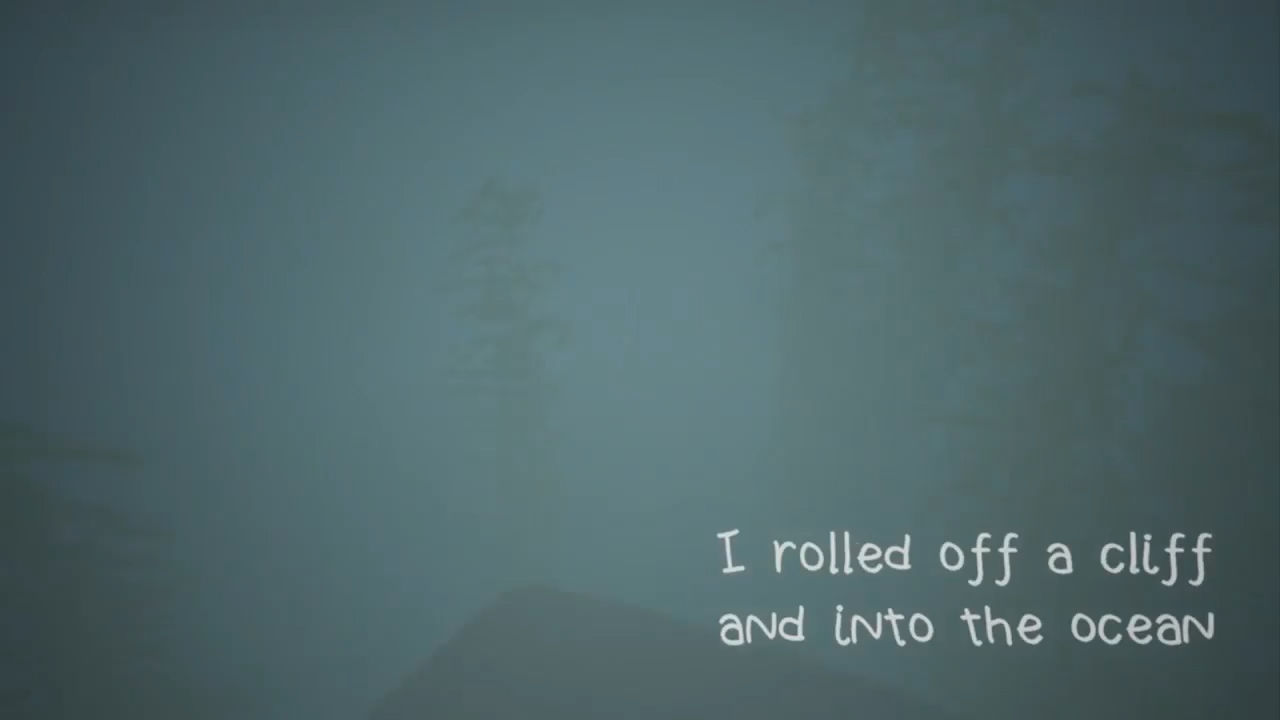 I rolled off a cliff
and into the ocean